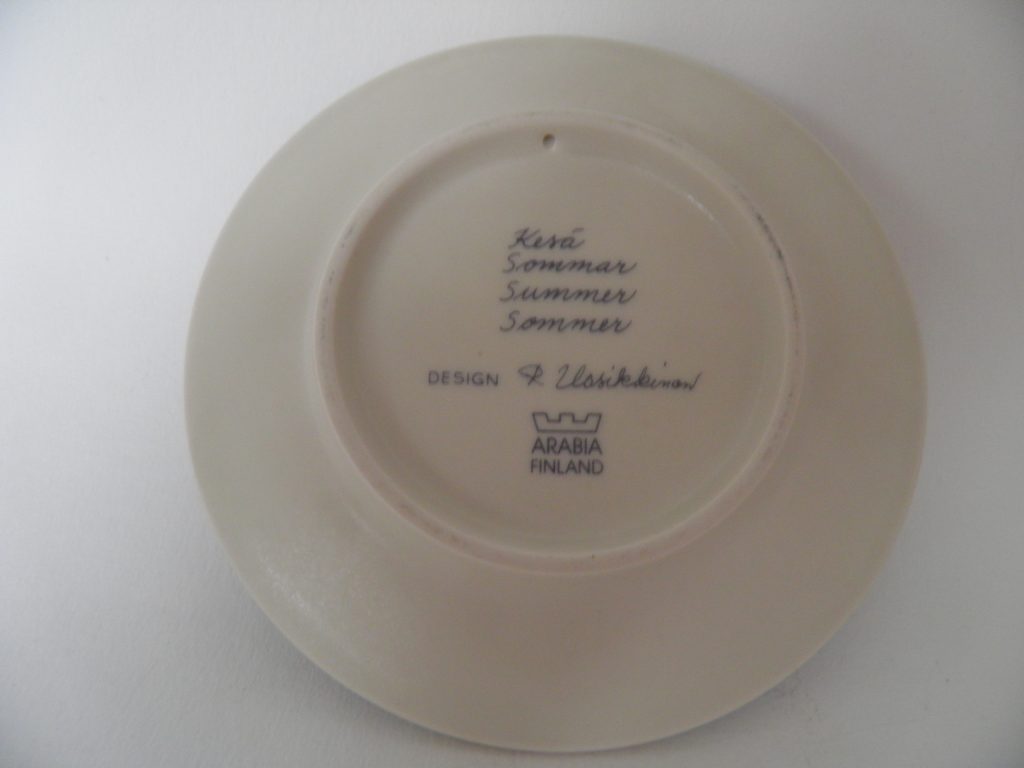 Kesä
Sommar
Summer
Sommer
DESIGN R Uosikkinen
ARABIA
FINLAND